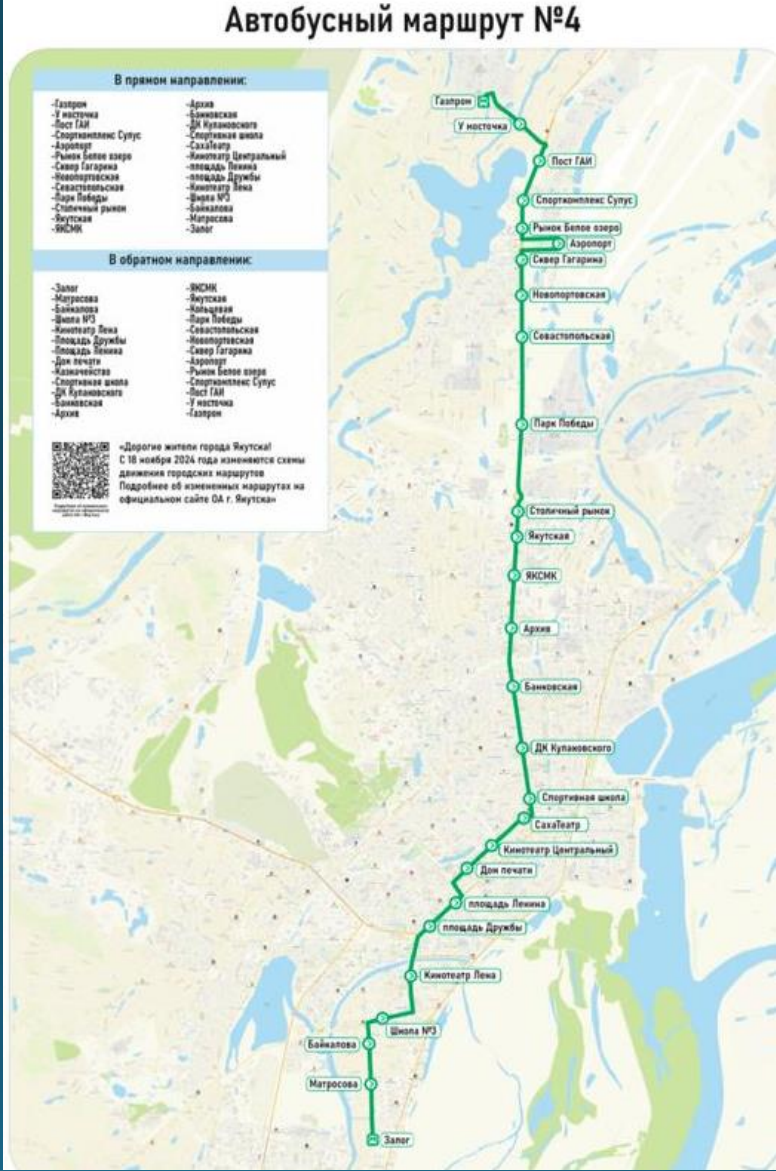 Автобусный маршрут №4
В прямом направлении:
-Газпром
-У мосточка
-Пост ГАИ
-Спорткомплекс Сулус
-Аэропорт
-Рынок Белое озеро
-Сквер Гагарина
-Новопортовская
-Севастопольская
-Парк Победы
-Столичный рынок
-Якутская
-ЯКСМК
-Архив
-Банковская
-ДК Кулаковского
-Спортивная школа
-СахаТеатр
-Кинотеатр Центральный
-площадь Ленина
-площадь Дружбы
-Кинотеатр Лена
-Школа №3
-Байкалова
-Матросова
-Залог
В обратном направлении:
-Залог
-Матросова
-Байкалова
-Школа №3
-Кинотеатр Лена
-Площадь Дружбы
-Площадь Ленина
-Дом печати
-Казначейство
-Спортивная школа
-ДК Кулаковского
-Банковская
-Архив
-ЯКСМК
-Якутская
-Кольцевая
-Парк Победы
-Севастопольская
-Новопортовская
-Сквер Гагарина
-Аэропорт
-Рынок Белое озеро
-Спорткомплекс Сулус
-Пост ГАИ
-У мосточка
-Газпром
«Дорогие жители города Якутска!
С 18 ноября 2024 года изменяются схемы
движения городских маршрутов
Подробнее об измененных маршрутах на
официальном сайте ОА г. Якутска»
Газпром
У мосточка
Пост ГАИ
Спорткомплекс Сулус
Рынок Белое озеро
Аэропорт
Сквер Гагарина
Новопортовская
Севастопольская
Парк Победы
Столичный рынок
Якутская
ЯКСМК
Архив
Банковская
ДК Кулаковского
Спортивная школа
СахаТеатр
Кинотеатр Центральный
Дом печати
площадь Ленина
площадь Дружбы
Кинотеатр Лена
Школа №3
Байкалова
Матросова
Залог